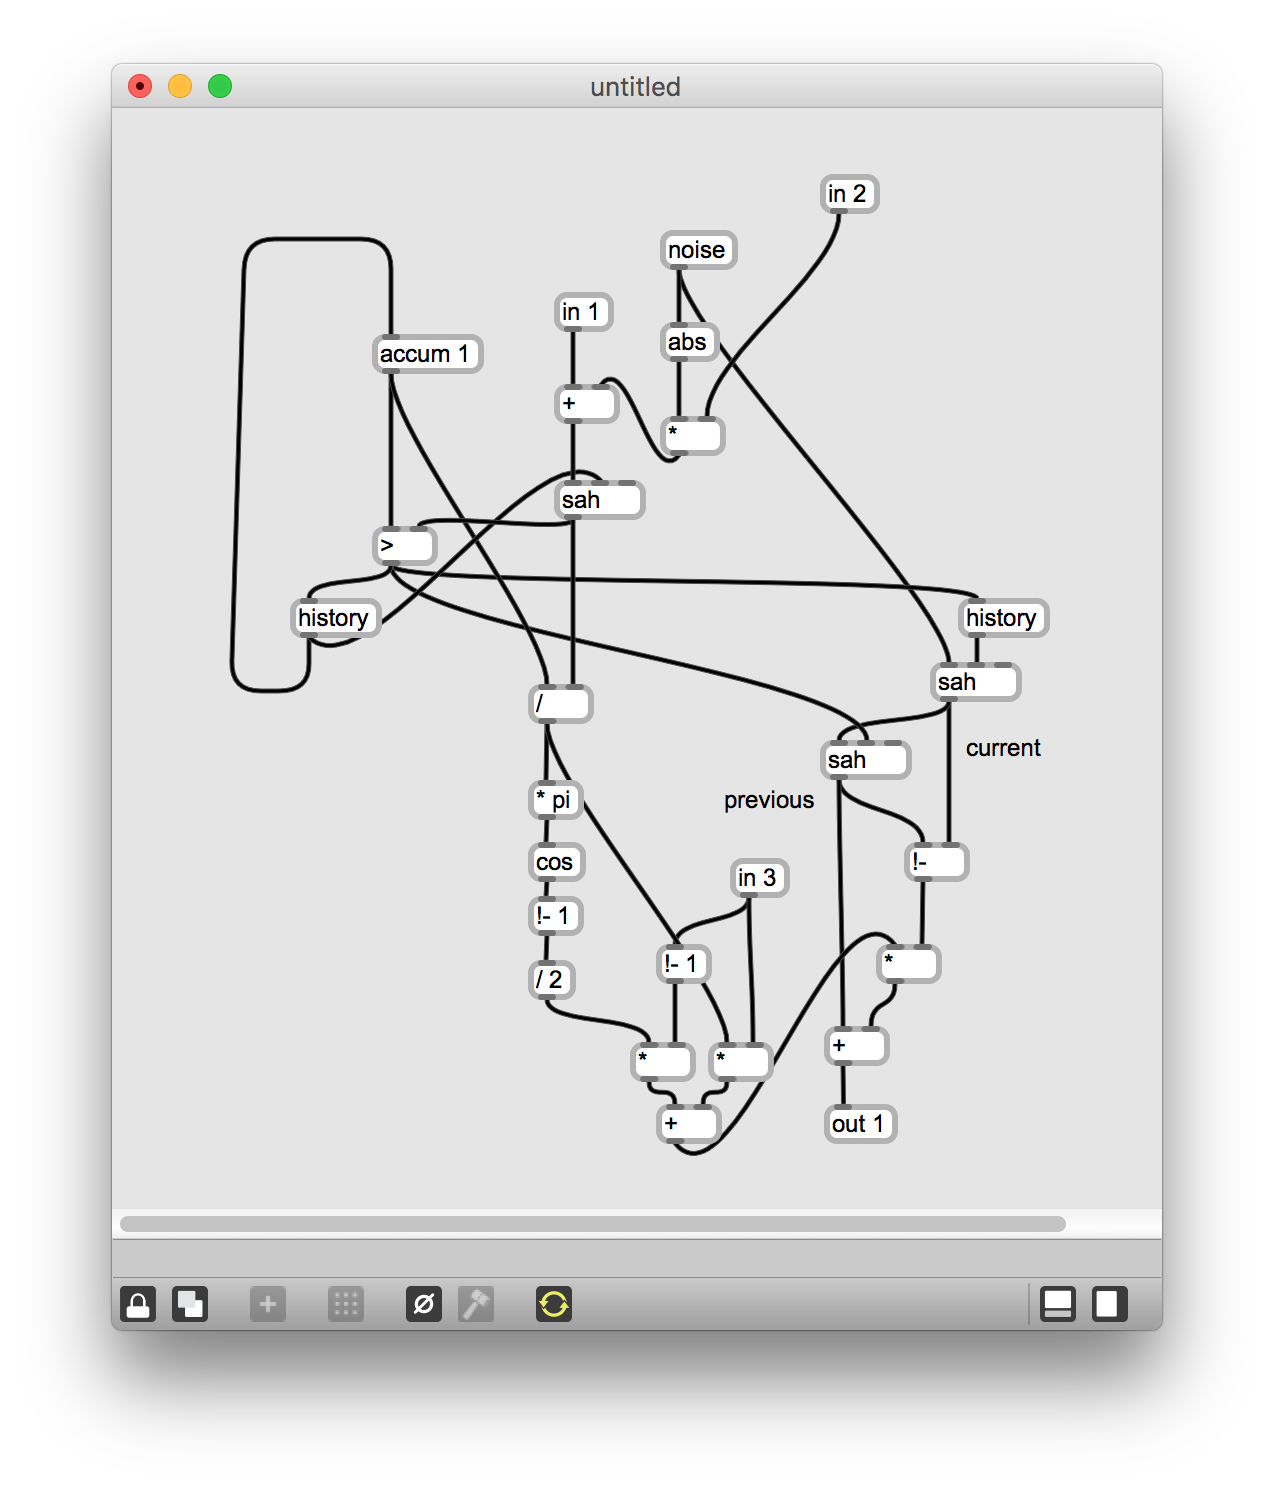 untitled
in 2
noise
in 1
abs
accum 1
+
*
sah
>
history
history
sah
/
current
sah
previous
* pi
cos
!-
in 3
!- 1
!- 1
*
/ 2
+
*
*
+
out 1